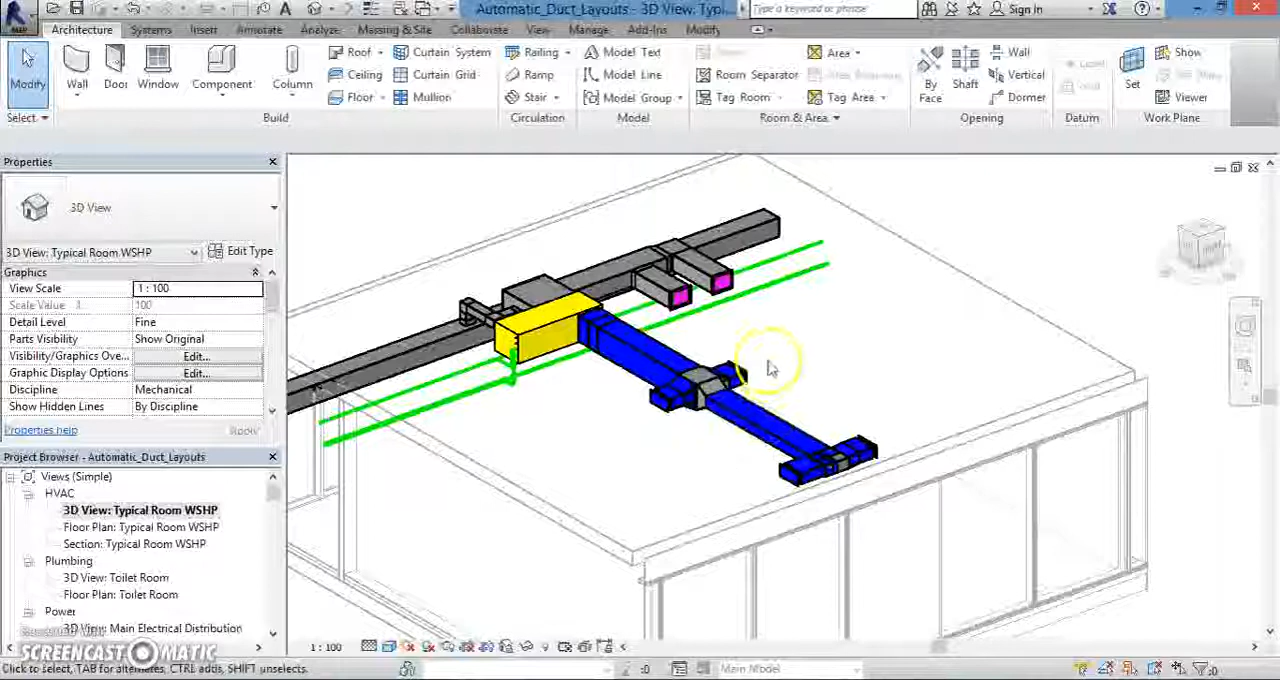 Automatic_Duct_Layouts - 3D View: Typi...
Type a keyword or phrase
Sign In
Architecture Systems Insert Annotate Analyze Massing & Site Collaborate View Manage Add-Ins Modify
Modify
Select
Wall Door Window Component Column
Roof
Ceiling
Floor
Curtain System
Curtain Grid
Mullion
Build
Railing
Ramp
Stair
Circulation
Model Text
Model Line
Model Group
Model
Room Separator
Tag Room
Area
Tag Area
Room & Area
By Face
Shaft
Wall
Vertical
Dormer
Opening
Datum
Set
Show
Viewer
Work Plane
Properties
3D View
3D View: Typical Room WSHP
Edit Type
Graphics
View Scale 1 : 100
Scale Value 1: 100
Detail Level Fine
Parts Visibility Show Original
Visibility/Graphics Ove... Edit...
Graphic Display Options Edit...
Discipline Mechanical
Show Hidden Lines By Discipline
Properties help Apply
Project Browser - Automatic_Duct_Layouts
Views (Simple)
HVAC
3D View: Typical Room WSHP
Floor Plan: Typical Room WSHP
Section: Typical Room WSHP
Plumbing
3D View: Toilet Room
Floor Plan: Toilet Room
Power
3D View: Main Electrical Distribution
SCREENCAST MATIC
1 : 100
Click to select, TAB for alternates, CTRL adds, SHIFT unselects.
:0
Main Model
:0